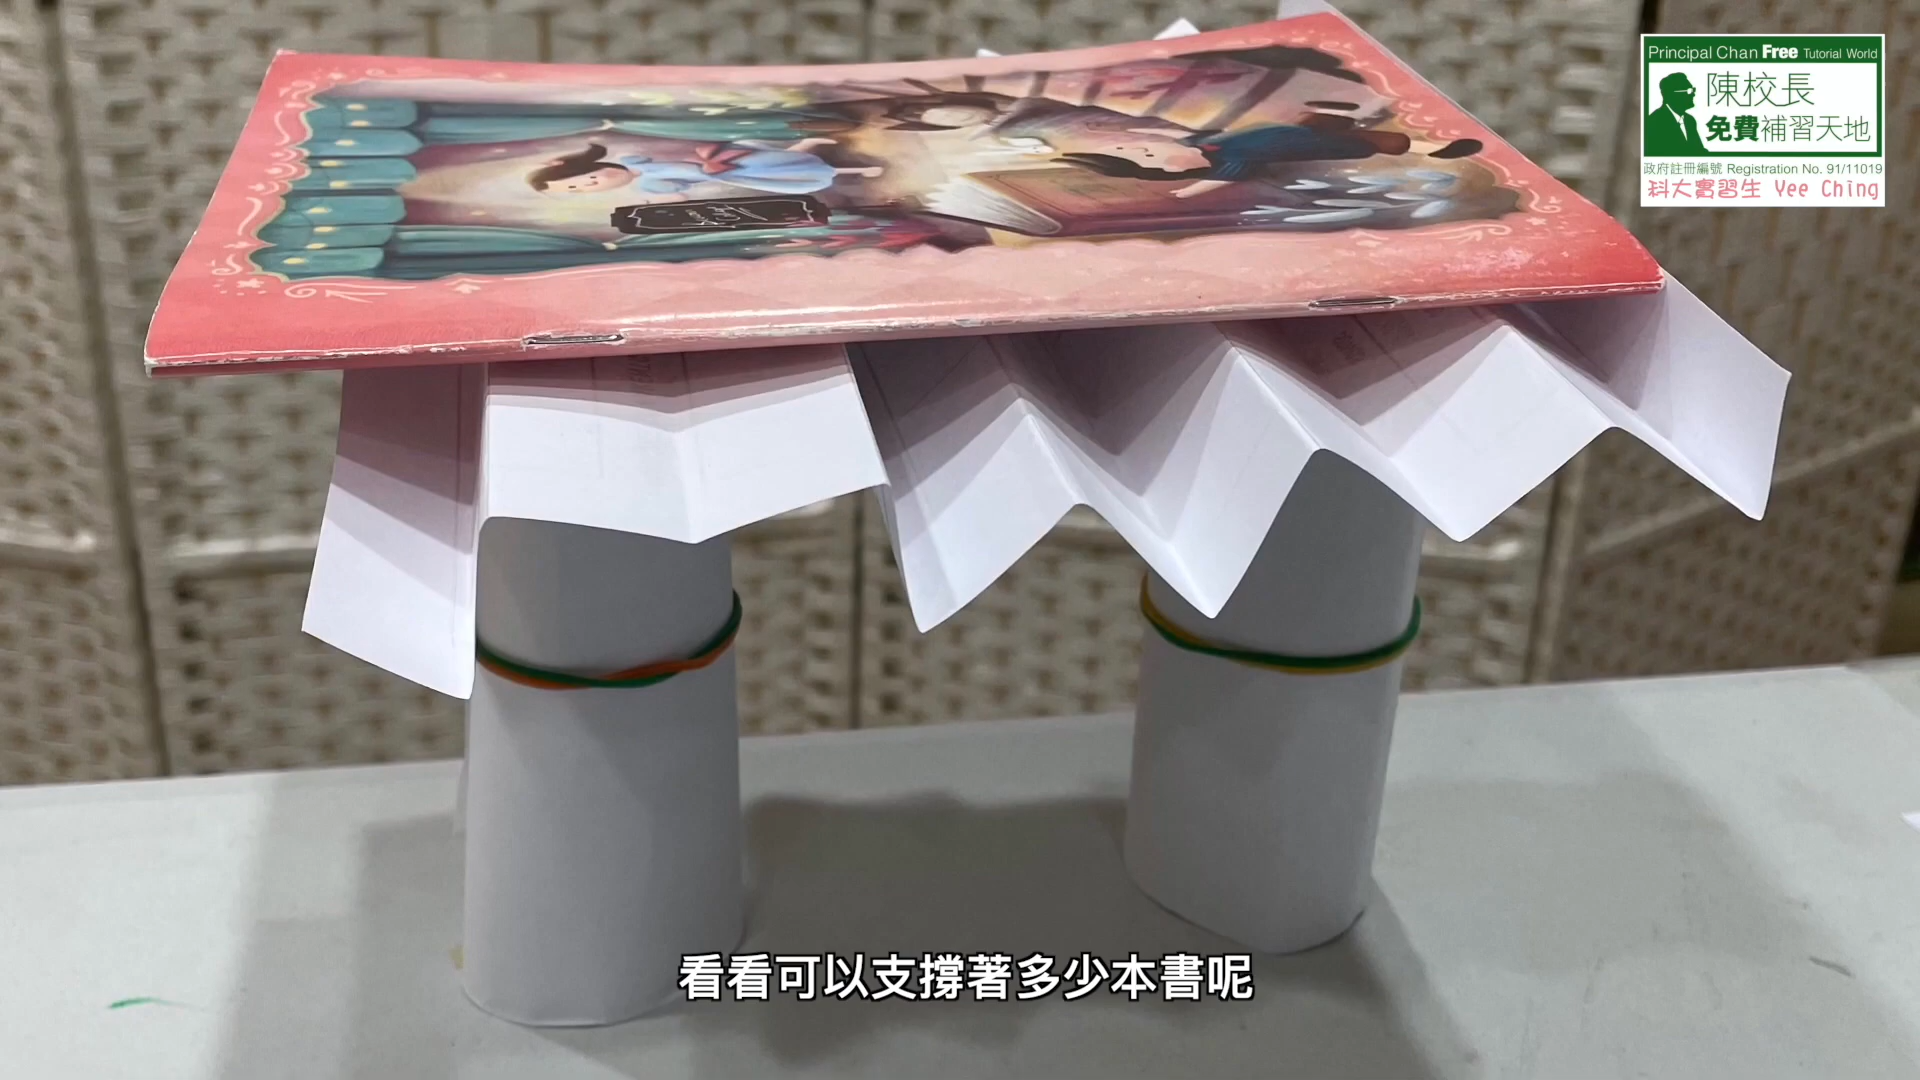 Principal Chan Free Tutorial World
陳校長
免費補習天地
政府註冊編號 Registration No. 91/11019
科大實習生 Yee Ching
看看可以支撐著多少本書呢